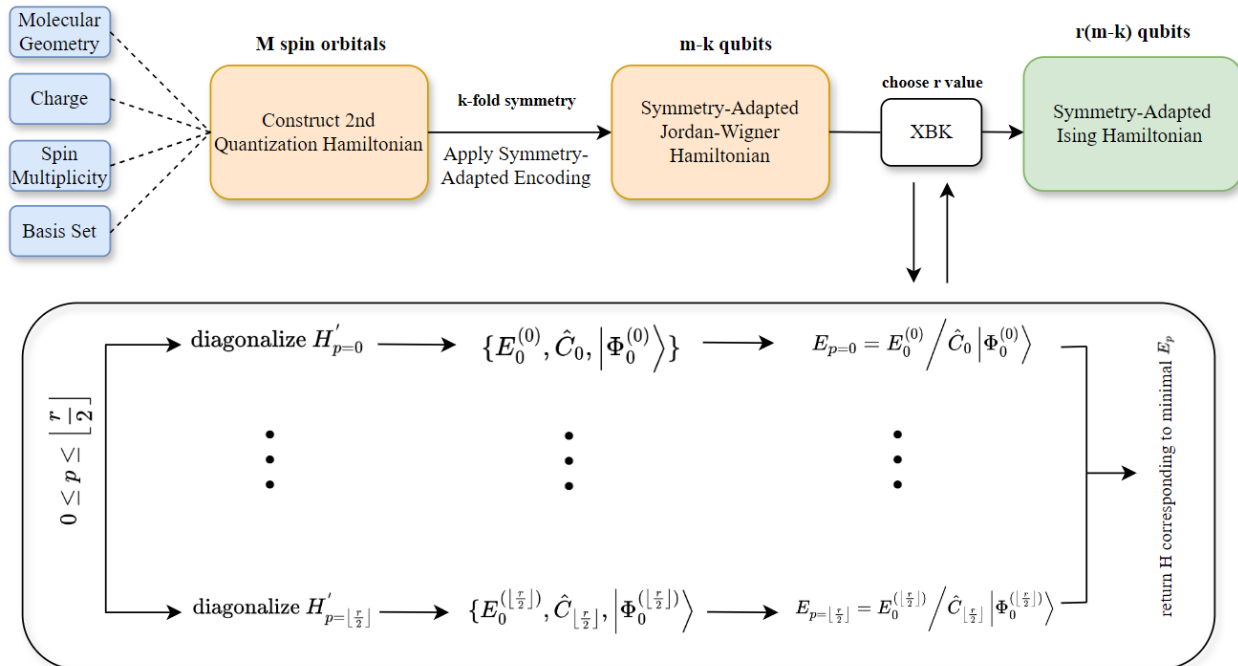 Molecular
Geometry
Charge
Spin
Multiplicity
Basis Set
M spin orbitals
Construct 2nd
Quantization Hamiltonian
k-fold symmetry
Apply Symmetry-
Adapted Encoding
m-k qubits
Symmetry-Adapted
Jordan-Wigner
Hamiltonian
choose r value
XBK
r(m-k) qubits
Symmetry-Adapted
Ising Hamiltonian
0 ≤ p ≤ ⌊r/2⌋
diagonalize H'_{p=0}
{E_0^{(0)}, Ĉ_0, |Φ_0^{(0)}⟩}
E_{p=0} = E_0^{(0)} / Ĉ_0 |Φ_0^{(0)}⟩
diagonalize H'_{p=⌊r/2⌋}
{E_0^{(⌊r/2⌋)}, Ĉ_{⌊r/2⌋}, |Φ_0^{(⌊r/2⌋)}⟩
E_{p=⌊r/2⌋} = E_0^{(⌊r/2⌋)} / Ĉ_{⌊r/2⌋} |Φ_0^{(⌊r/2⌋)}⟩
return H corresponding to minimal E_p